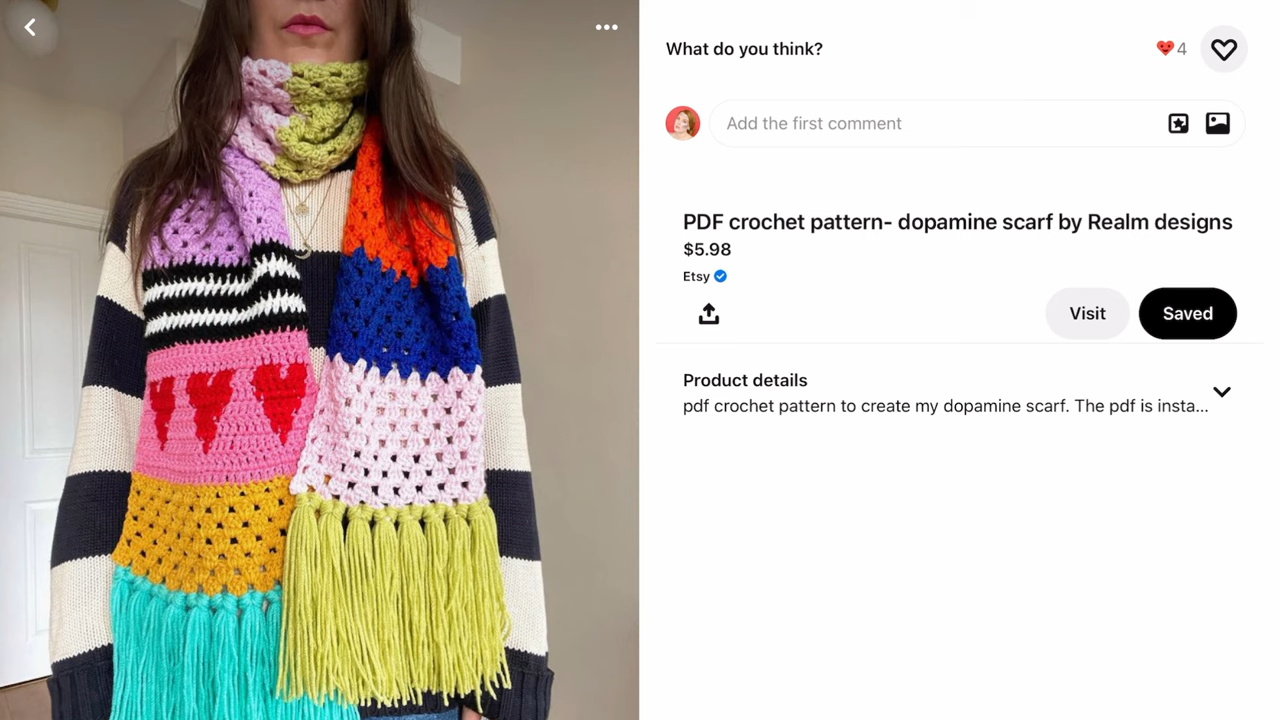 What do you think?
4
Add the first comment
PDF crochet pattern- dopamine scarf by Realm designs
$5.98
Etsy
Visit
Saved
Product details
pdf crochet pattern to create my dopamine scarf. The pdf is insta...